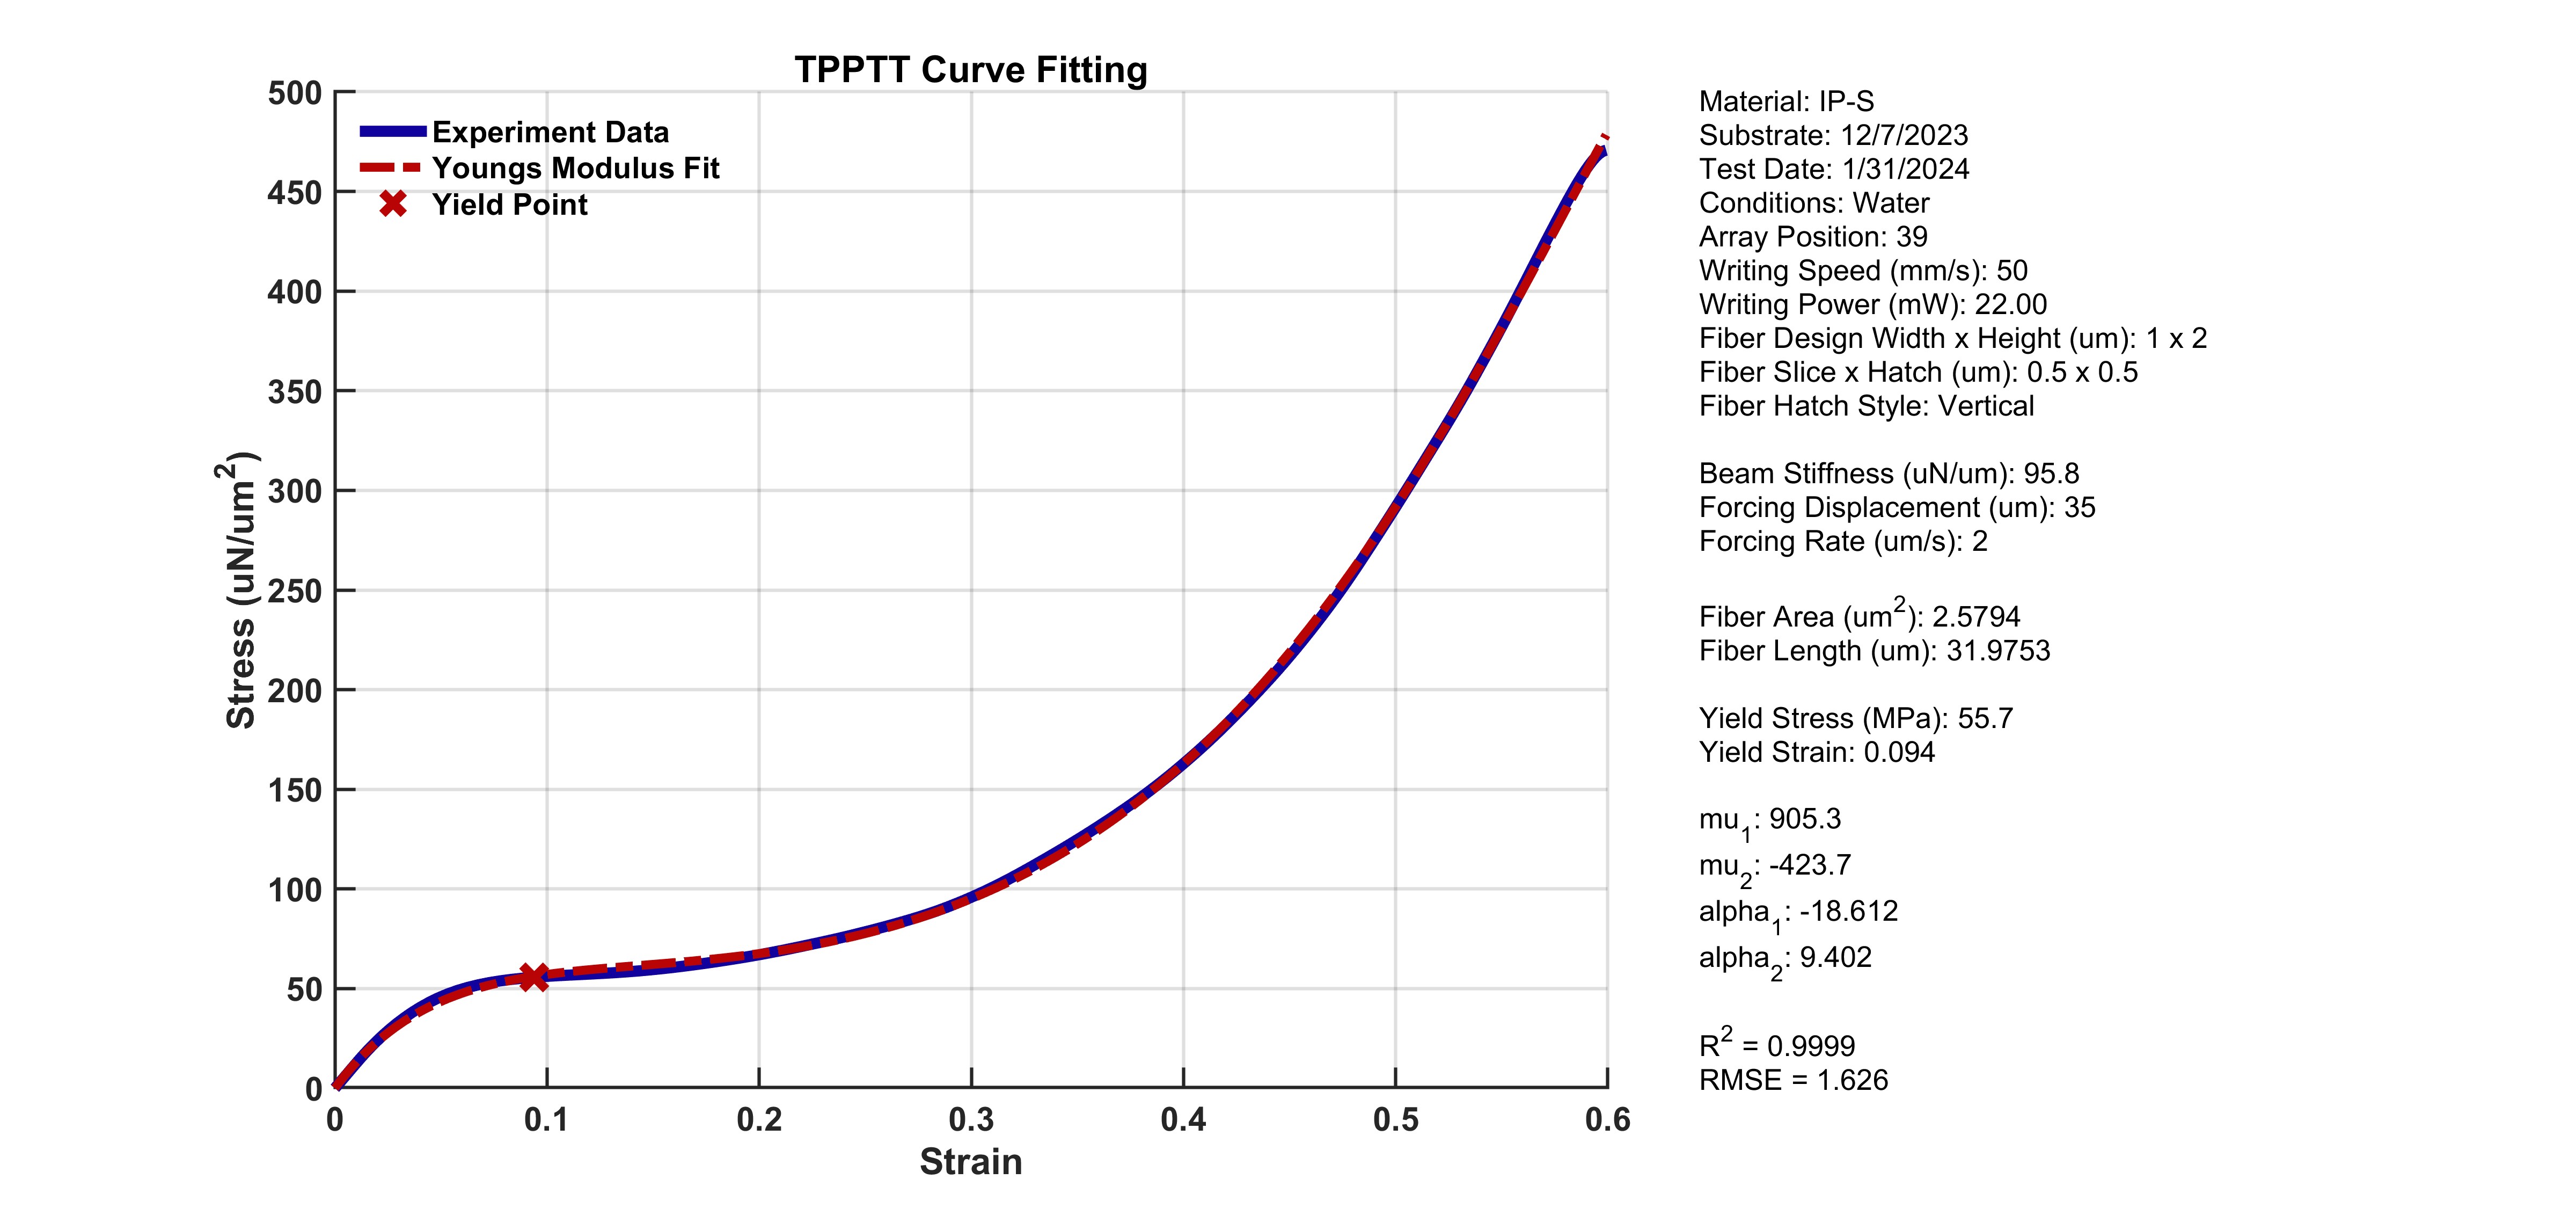 TPPTT Curve Fitting
500
450
400
350
300
250
200
150
100
50
0
Stress (uN/um²)
Experiment Data
Youngs Modulus Fit
Yield Point
0 0.1 0.2 0.3 0.4 0.5 0.6
Strain
Material: IP-S
Substrate: 12/7/2023
Test Date: 1/31/2024
Conditions: Water
Array Position: 39
Writing Speed (mm/s): 50
Writing Power (mW): 22.00
Fiber Design Width x Height (um): 1 x 2
Fiber Slice x Hatch (um): 0.5 x 0.5
Fiber Hatch Style: Vertical
Beam Stiffness (uN/um): 95.8
Forcing Displacement (um): 35
Forcing Rate (um/s): 2
Fiber Area (um²): 2.5794
Fiber Length (um): 31.9753
Yield Stress (MPa): 55.7
Yield Strain: 0.094
mu₁: 905.3
mu₂: -423.7
alpha₁: -18.612
alpha₂: 9.402
R² = 0.9999
RMSE = 1.626